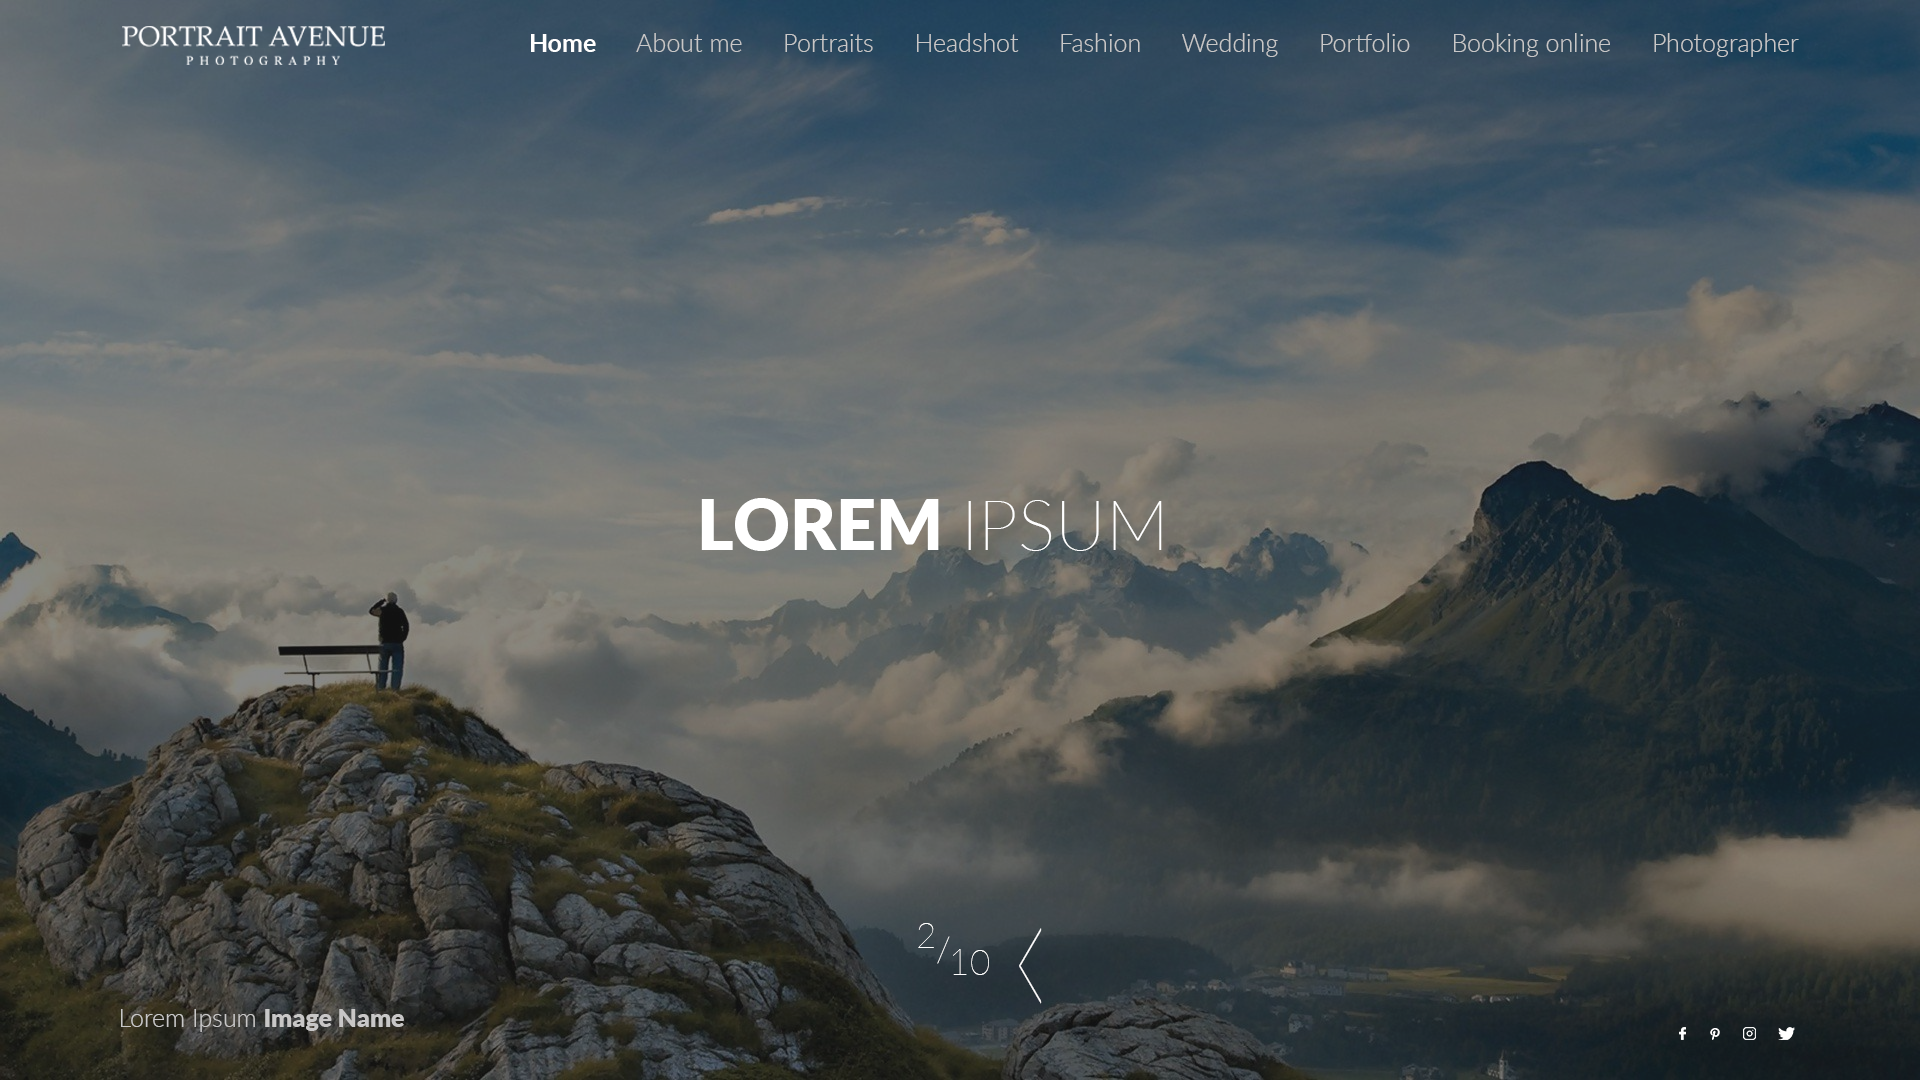 PORTRAIT AVENUE
PHOTOGRAPHY
Home About me Portraits Headshot Fashion Wedding Portfolio Booking online Photographer
LOREM IPSUM
2/10
Lorem Ipsum Image Name